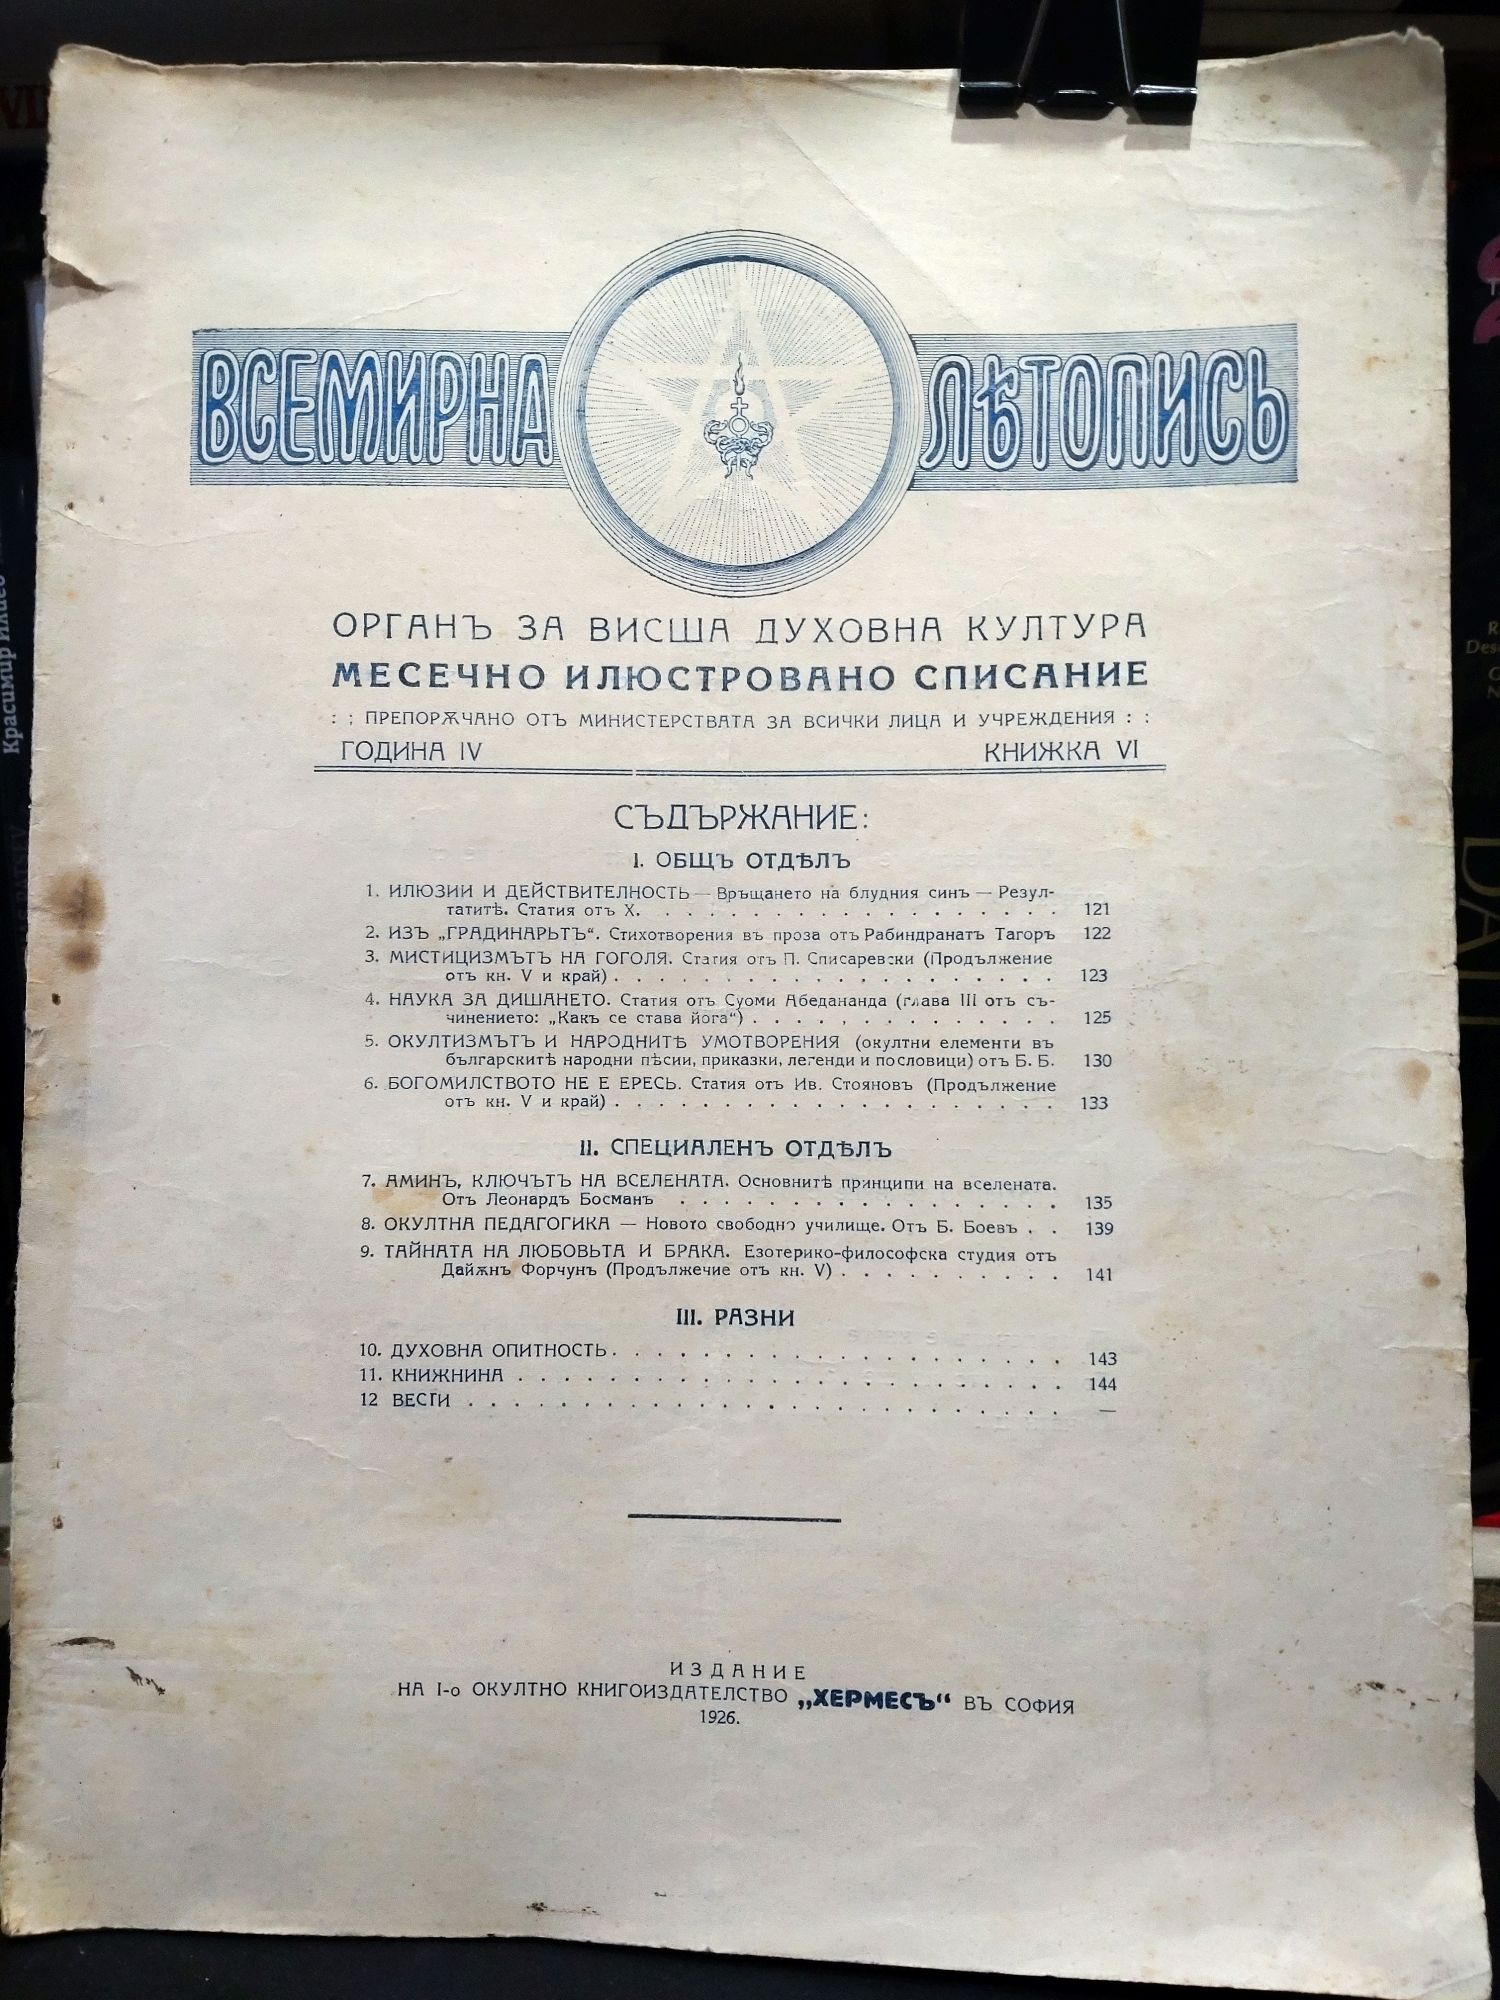 ВСЕМИРНА ЛѢТОПИСЬ
ОРГАНЪ ЗА ВИСША ДУХОВНА КУЛТУРА
МЕСЕЧНО ИЛЮСТРОВАНО СПИСАНИЕ
: ; ПРЕПОРѪЧАНО ОТЪ МИНИСТЕРСТВАТА ЗА ВСИЧКИ ЛИЦА И УЧРЕЖДЕНИЯ : :
ГОДИНА IV КНИЖКА VI
СЪДЪРЖАНИЕ:
I. ОБЩЪ ОТДѢЛЪ
1. ИЛЮЗИИ И ДЕЙСТВИТЕЛНОСТЬ — Връщането на блудния синъ — Резул-
татитѣ. Статия отъ Х. . . . . . . . . . . . . . . . . . . 121
2. ИЗЪ „ГРАДИНАРЬТЪ“. Стихотворения въ проза отъ Рабиндранатъ Тагоръ 122
3. МИСТИЦИЗМЪТЪ НА ГОГОЛЯ. Статия отъ П. Списаревски (Продължение
отъ кн. V и край) . . . . . . . . . . . . . . . . . . . . 123
4. НАУКА ЗА ДИШАНЕТО. Статия отъ Суоми Абедананда (глава III отъ съ-
чинението: „Какъ се става йога“) . . . . . . . . . . . . . . 125
5. ОКУЛТИЗМЪТЪ И НАРОДНИТѢ УМОТВОРЕНИЯ (окултни елементи въ
българскитѣ народни пѣсни, приказки, легенди и пословици) отъ Б. Б. 130
6. БОГОМИЛСТВОТО НЕ Е ЕРЕСЬ. Статия отъ Ив. Стояновъ (Продължение
отъ кн. V и край) . . . . . . . . . . . . . . . . . . . . 133
II. СПЕЦИАЛЕНЪ ОТДѢЛЪ
7. АМИНЪ, КЛЮЧЪТЪ НА ВСЕЛЕНАТА. Основнитѣ принципи на вселената.
Отъ Леонардъ Босманъ . . . . . . . . . . . . . . . . . 135
8. ОКУЛТНА ПЕДАГОГИКА — Новото свободно училище. Отъ Б. Боевъ . . 139
9. ТАЙНАТА НА ЛЮБОВЬТА И БРАКА. Езотерико-философска студия отъ
Дайѫнъ Форчунъ (Продължечие отъ кн. V) . . . . . . . . . . 141
III. РАЗНИ
10. ДУХОВНА ОПИТНОСТЬ . . . . . . . . . . . . . . . . . . . . 143
11. КНИЖНИНА . . . . . . . . . . . . . . . . . . . . . . . . 144
12 ВЕСТИ . . . . . . . . . . . . . . . . . . . . . . . . . . —
ИЗДАНИЕ
НА I-о ОКУЛТНО КНИГОИЗДАТЕЛСТВО „ХЕРМЕСЪ“ ВЪ СОФИЯ
1926.